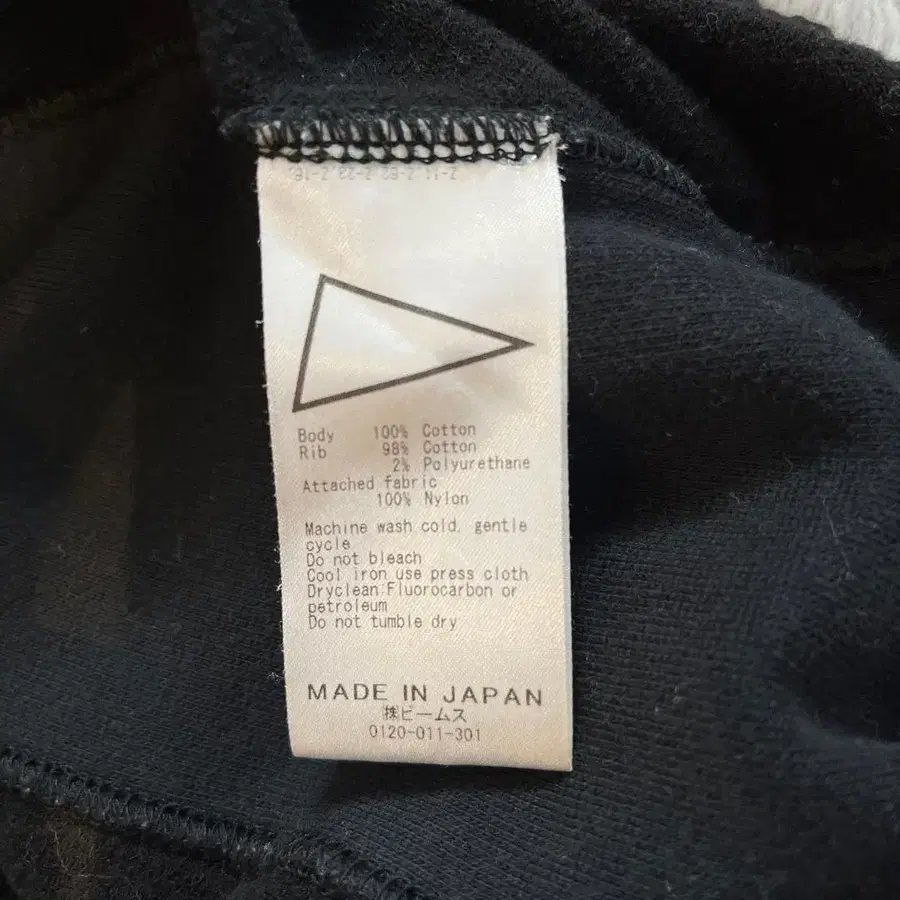 Body 100% Cotton
Rib 98% Cotton
2% Polyurethane
Attached fabric
100% Nylon
Machine wash cold, gentle
cycle
Do not bleach
Cool iron use press cloth
Dryclean Fluorocarbon or
petroleum
Do not tumble dry
MADE IN JAPAN
㈱ビームス
0120-011-301